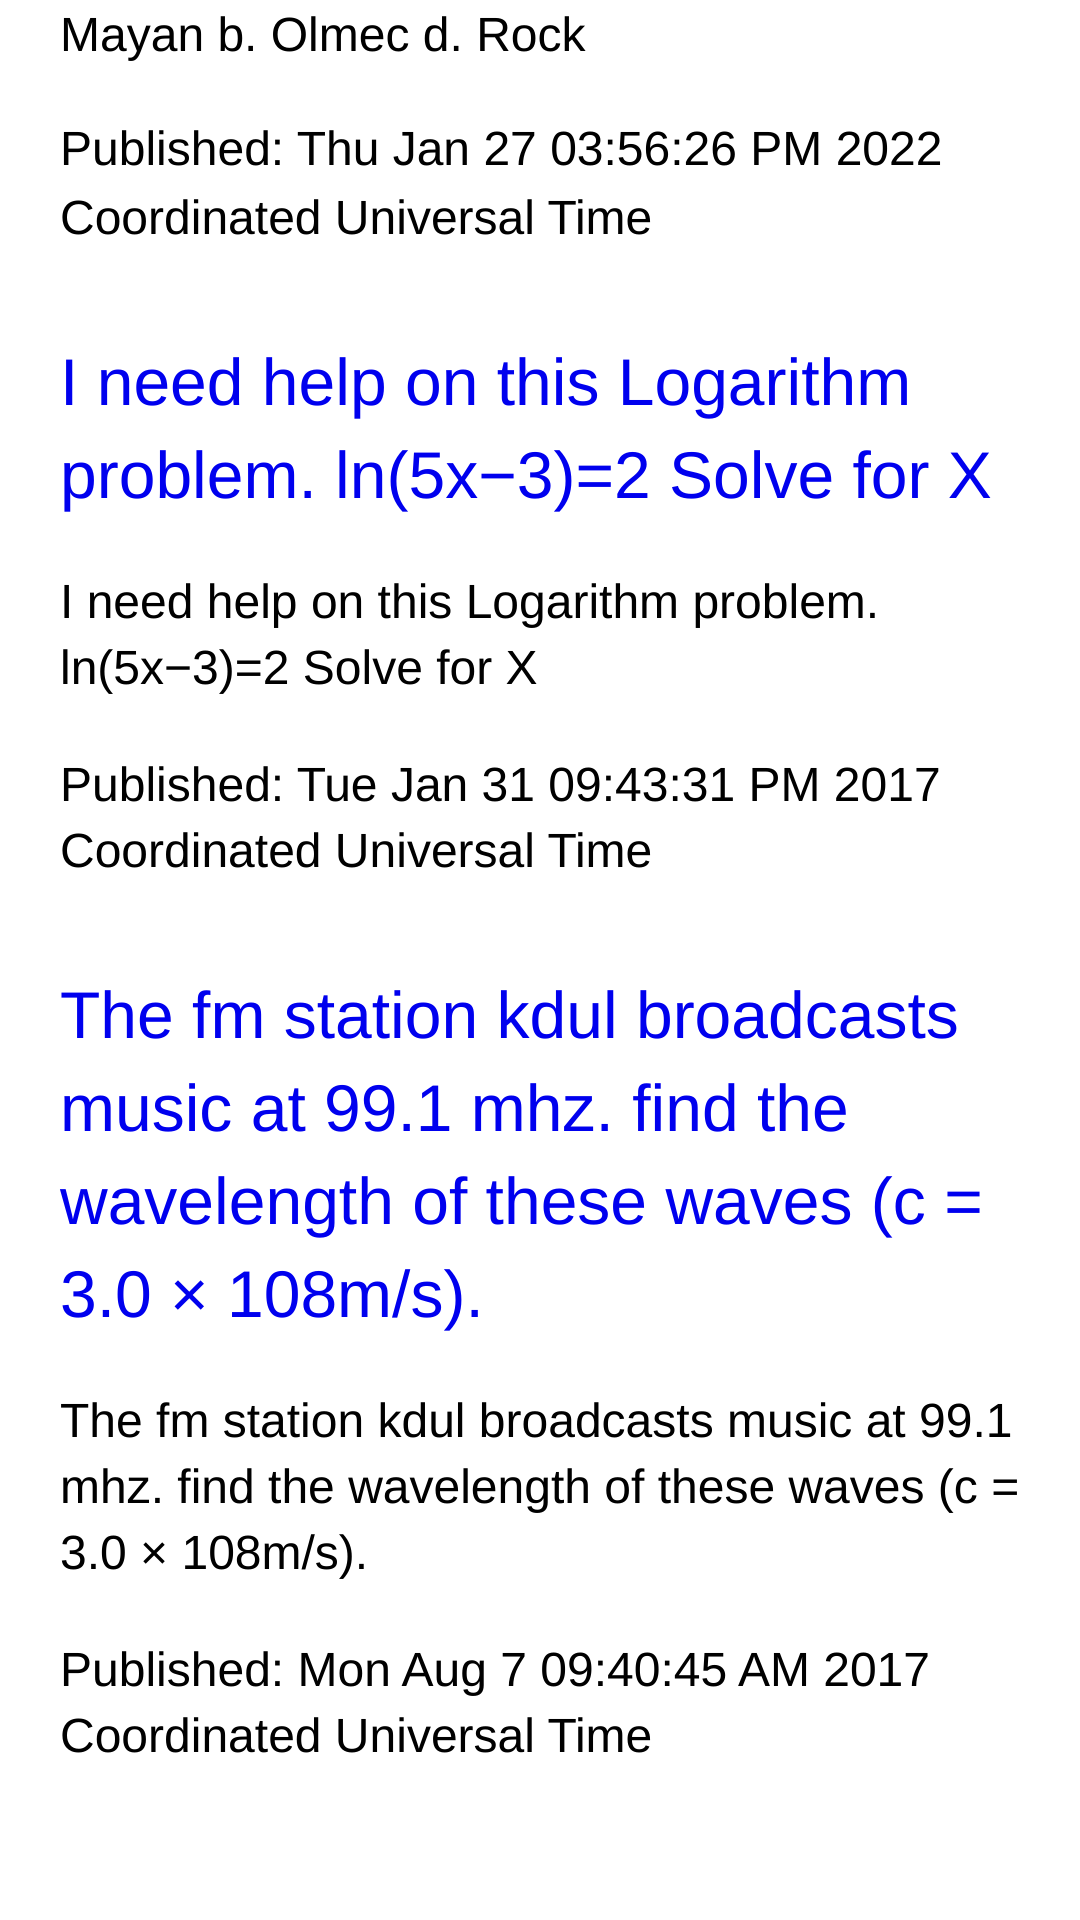 Mayan b. Olmec d. Rock
Published: Thu Jan 27 03:56:26 PM 2022
Coordinated Universal Time
I need help on this Logarithm
problem. ln(5x−3)=2 Solve for X
I need help on this Logarithm problem.
ln(5x−3)=2 Solve for X
Published: Tue Jan 31 09:43:31 PM 2017
Coordinated Universal Time
The fm station kdul broadcasts
music at 99.1 mhz. find the
wavelength of these waves (c =
3.0 × 108m/s).
The fm station kdul broadcasts music at 99.1
mhz. find the wavelength of these waves (c =
3.0 × 108m/s).
Published: Mon Aug 7 09:40:45 AM 2017
Coordinated Universal Time